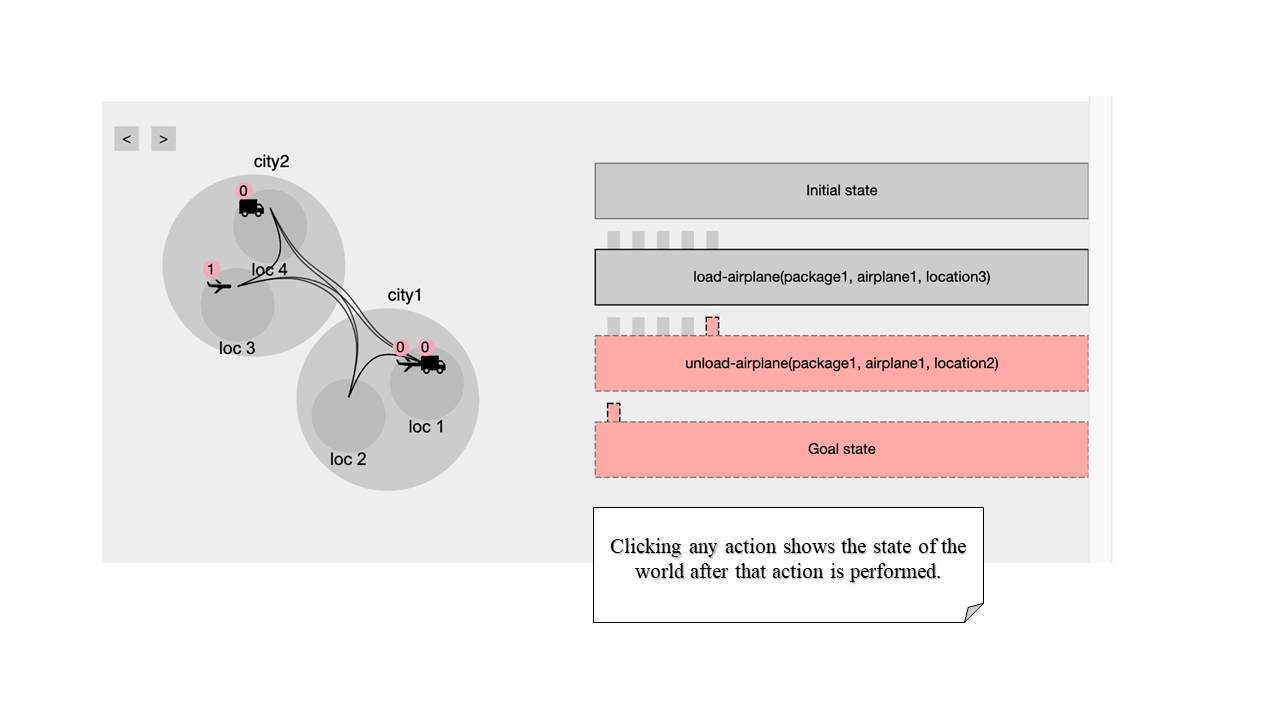 < >
city2
0
1
loc 4
loc 3
city1
0 0
loc 1
loc 2
Initial state
load-airplane(package1, airplane1, location3)
unload-airplane(package1, airplane1, location2)
Goal state
Clicking any action shows the state of the
world after that action is performed.